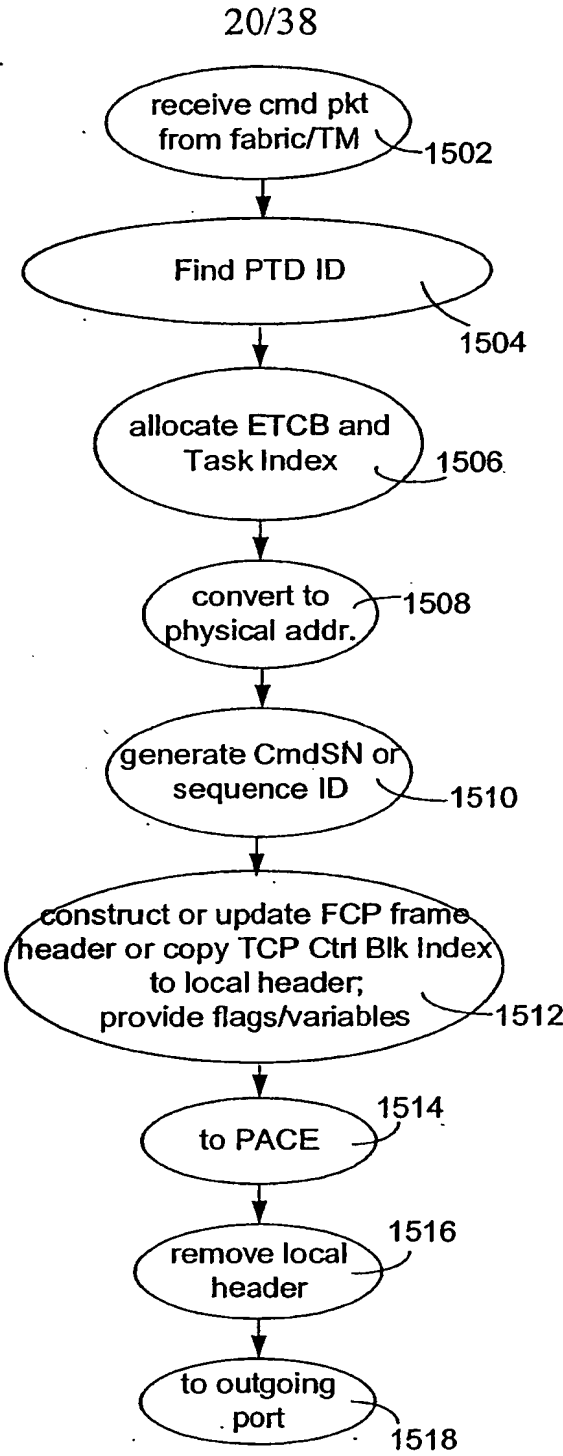 20/38
receive cmd pkt
from fabric/TM
1502
Find PTD ID
1504
allocate ETCB and
Task Index
1506
convert to
physical addr.
1508
generate CmdSN or
sequence ID
1510
construct or update FCP frame
header or copy TCP Ctrl Blk Index
to local header;
provide flags/variables
1512
1514
to PACE
1516
remove local
header
to outgoing
port
1518